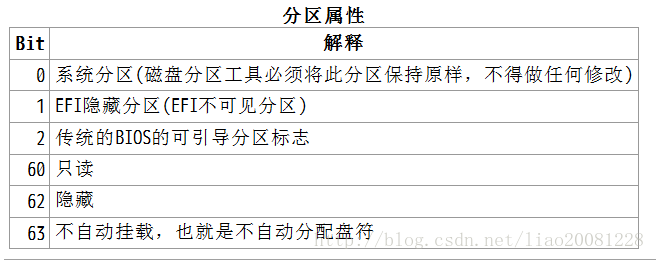 分区属性
Bit 解释
0 系统分区(磁盘分区工具必须将此分区保持原样，不得做任何修改)
1 EFI隐藏分区(EFI不可见分区)
2 传统的BIOS的可引导分区标志
60 只读
62 隐藏
63 不自动挂载，也就是不自动分配盘符
http://blog.csdn.net/liao20081228